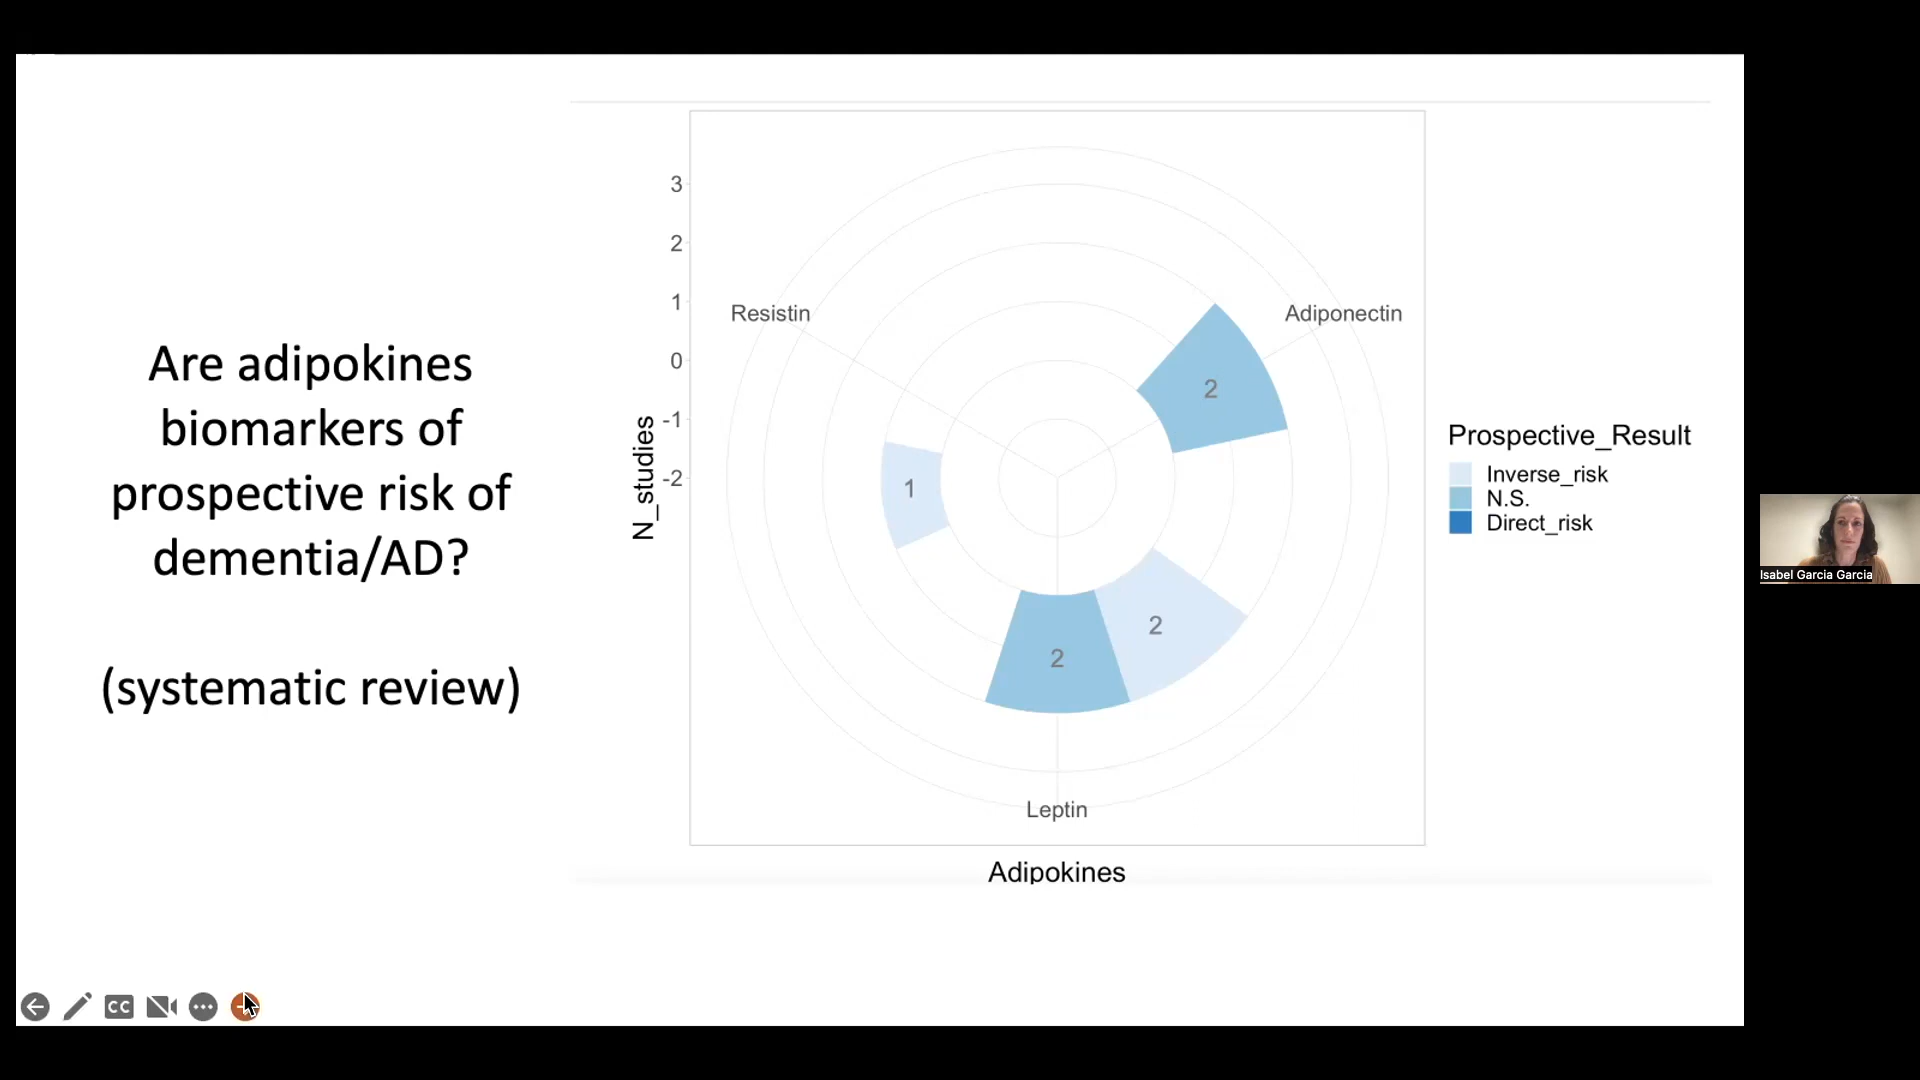 Are adipokines
biomarkers of
prospective risk of
dementia/AD?
(systematic review)
3
2
1
0
-1
-2
N_studies
Resistin
Adiponectin
2
1
2
2
Leptin
Adipokines
Prospective_Result
Inverse_risk
N.S.
Direct_risk
Isabel Garcia Garcia
CC